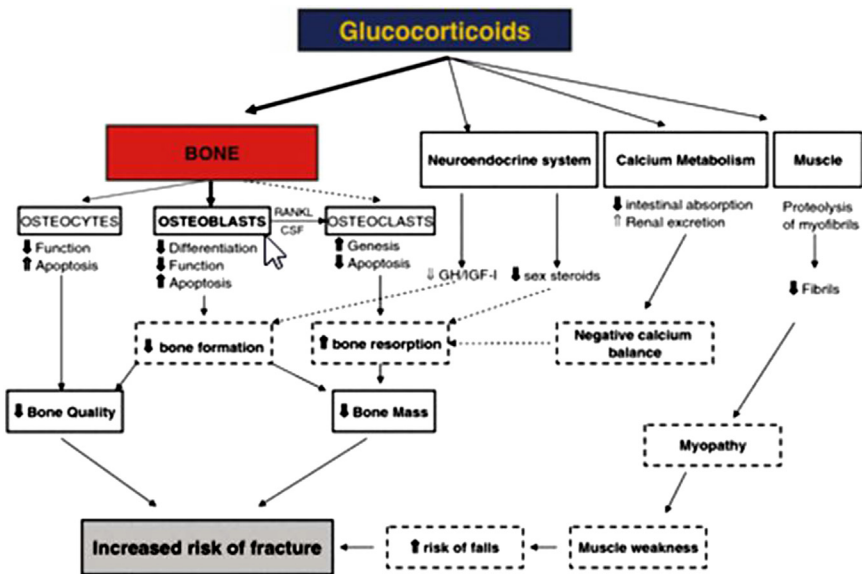 Glucocorticoids
BONE
Neuroendocrine system
Calcium Metabolism
Muscle
OSTEOCYTES
OSTEOBLASTS
RANKL
CSF
OSTEOCLASTS
⬇ Function
⬆ Apoptosis
⬇ Differentiation
⬇ Function
⬆ Apoptosis
⬆ Genesis
⬇ Apoptosis
⬇ intestinal absorption
⇑ Renal excretion
Proteolysis
of myofibrils
⇓ GH/IGF-I
⬇ sex steroids
⬇ Fibrils
⬇ bone formation
⬆ bone resorption
Negative calcium
balance
⬇ Bone Quality
⬇ Bone Mass
Myopathy
Increased risk of fracture
⬆ risk of falls
Muscle weakness